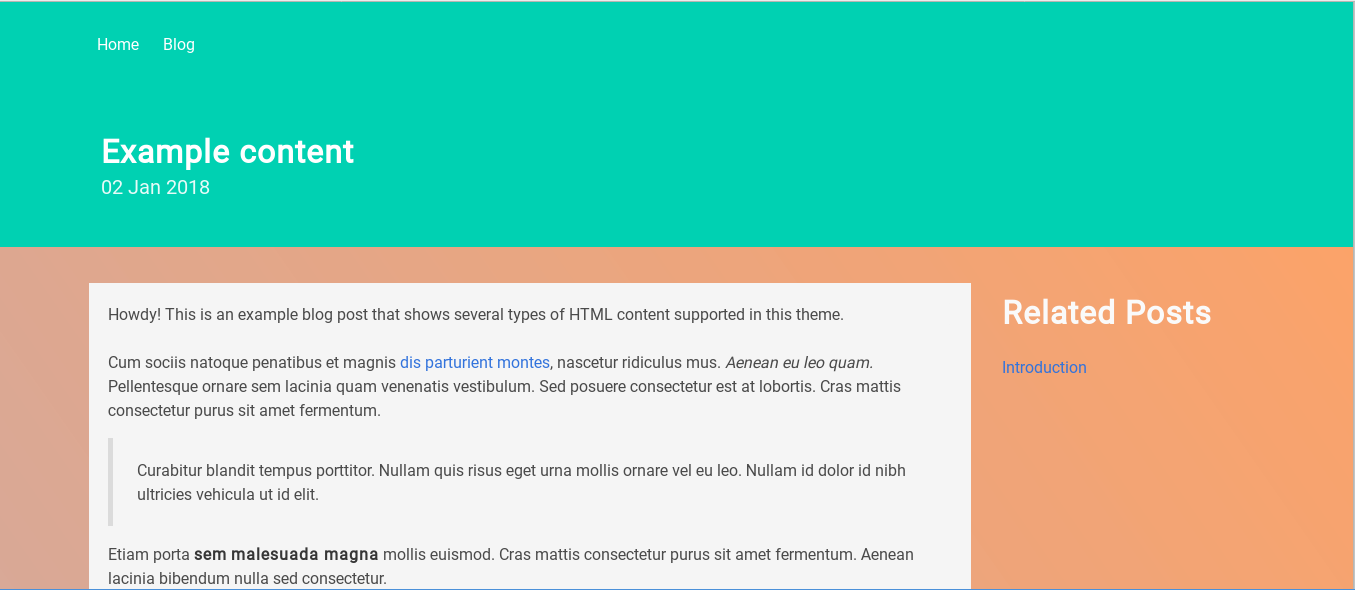 Home Blog
Example content
02 Jan 2018
Howdy! This is an example blog post that shows several types of HTML content supported in this theme.
Cum sociis natoque penatibus et magnis dis parturient montes, nascetur ridiculus mus. Aenean eu leo quam.
Pellentesque ornare sem lacinia quam venenatis vestibulum. Sed posuere consectetur est at lobortis. Cras mattis
consectetur purus sit amet fermentum.
Curabitur blandit tempus porttitor. Nullam quis risus eget urna mollis ornare vel eu leo. Nullam id dolor id nibh
ultricies vehicula ut id elit.
Etiam porta sem malesuada magna mollis euismod. Cras mattis consectetur purus sit amet fermentum. Aenean
lacinia bibendum nulla sed consectetur.
Related Posts
Introduction